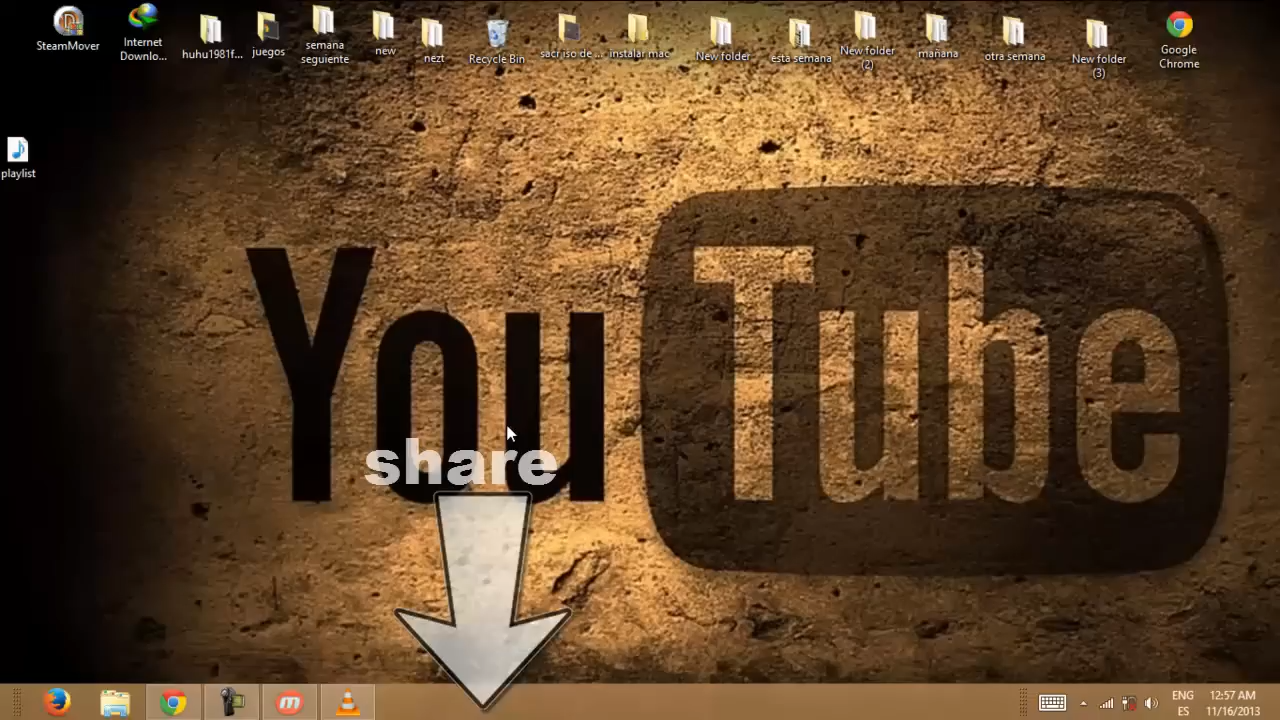 SteamMover
Internet
Downlo...
huhu1981f...
juegos
semana
seguiente
new
nezt
Recycle Bin
sacr iso de ...
instalar mac
New folder
esta semana
New folder
(2)
mañana
otra semana
New folder
(3)
Google
Chrome
playlist
YouTube
share
ENG
ES
12:57 AM
11/16/2013